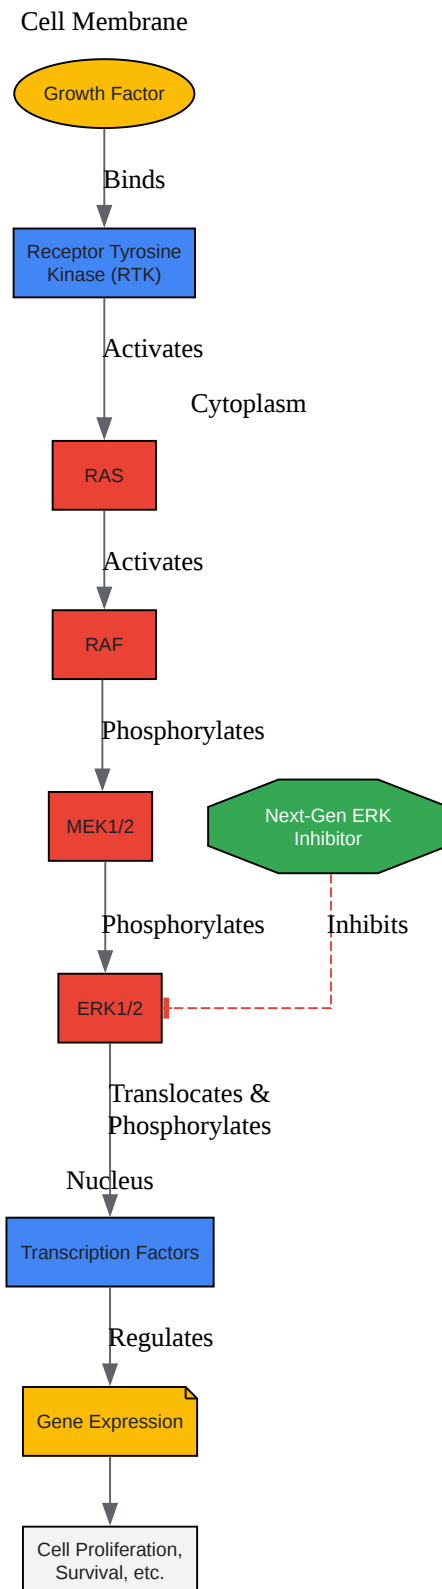 Cell Membrane
Growth Factor
Binds
Receptor Tyrosine
Kinase (RTK)
Activates
Cytoplasm
RAS
Activates
RAF
Phosphorylates
MEK1/2
Next-Gen ERK
Inhibitor
Phosphorylates
Inhibits
ERK1/2
Translocates &
Phosphorylates
Nucleus
Transcription Factors
Regulates
Gene Expression
Cell Proliferation,
Survival, etc.